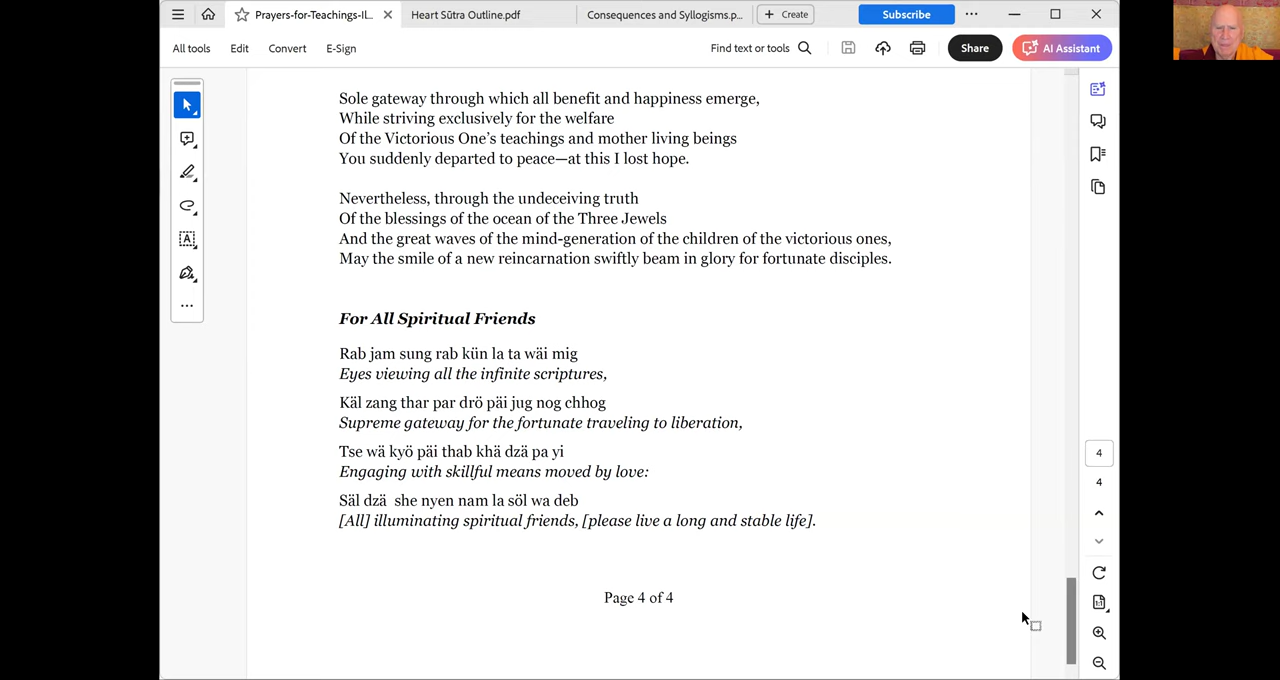 Prayers-for-Teachings-IL...
Heart Sūtra Outline.pdf
Consequences and Syllogisms.p...
+ Create
Subscribe
All tools
Edit
Convert
E-Sign
Find text or tools
Share
AI Assistant
Sole gateway through which all benefit and happiness emerge,
While striving exclusively for the welfare
Of the Victorious One's teachings and mother living beings
You suddenly departed to peace—at this I lost hope.
Nevertheless, through the undeceiving truth
Of the blessings of the ocean of the Three Jewels
And the great waves of the mind-generation of the children of the victorious ones,
May the smile of a new reincarnation swiftly beam in glory for fortunate disciples.
For All Spiritual Friends
Rab jam sung rab kün la ta wäi mig
Eyes viewing all the infinite scriptures,
Käl zang thar par drö päi jug nog chhog
Supreme gateway for the fortunate traveling to liberation,
Tse wä kyö päi thab khä dzä pa yi
Engaging with skillful means moved by love:
Säl dzä she nyen nam la söl wa deb
[All] illuminating spiritual friends, [please live a long and stable life].
Page 4 of 4
4
4